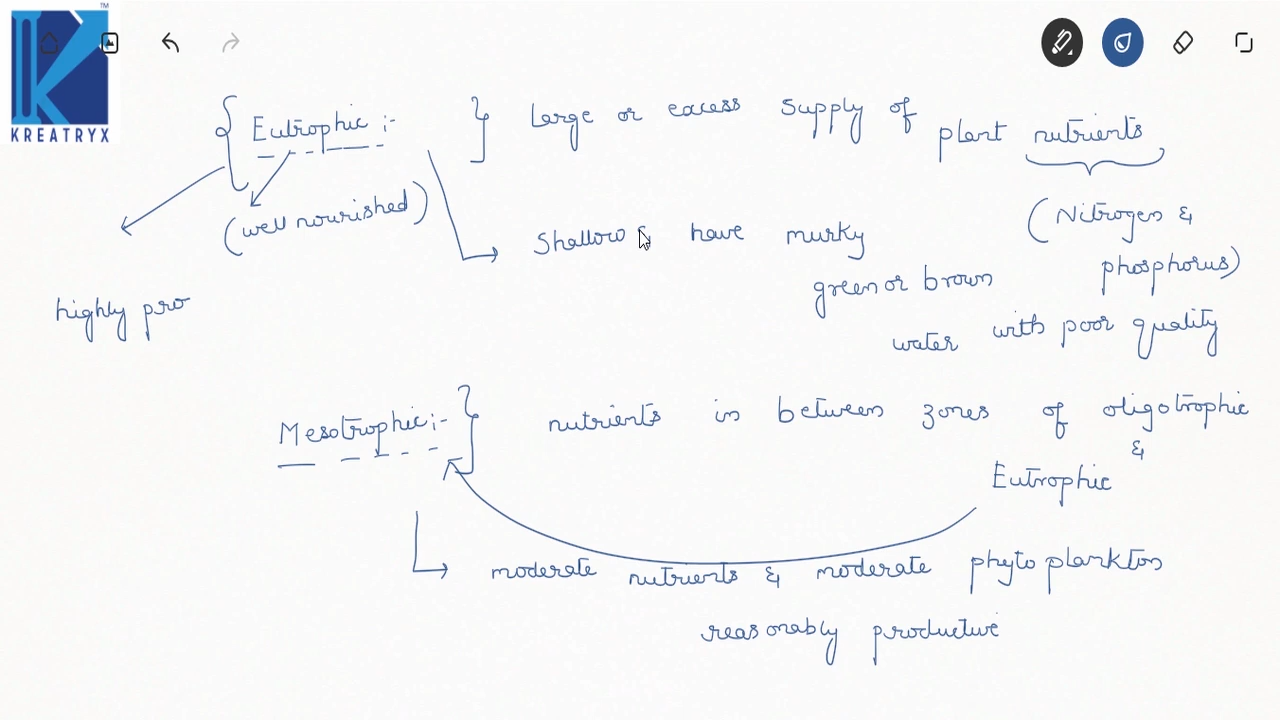 TM
KREATRYX
Eutrophic :- Large or excess supply of plant nutrients
(well nourished)
(Nitrogen &
phosphorus)
Shallow & have murky
green or brown
water with poor quality
highly pro
Mesotrophic :- nutrients in between zones of oligotrophic
&
Eutrophic
moderate nutrients & moderate phytoplankton
reasonably productive